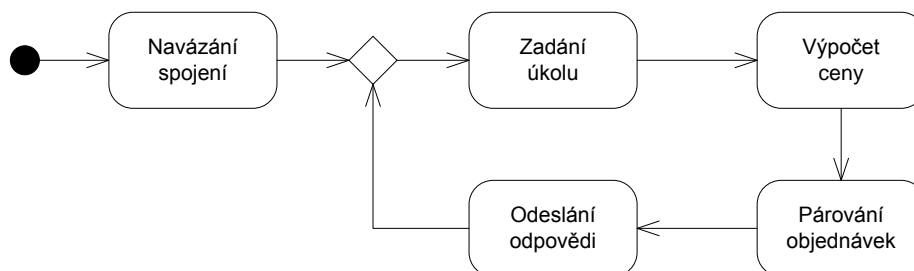 Navázání
spojení
Zadání
úkolu
Výpočet
ceny
Párování
objednávek
Odeslání
odpovědi